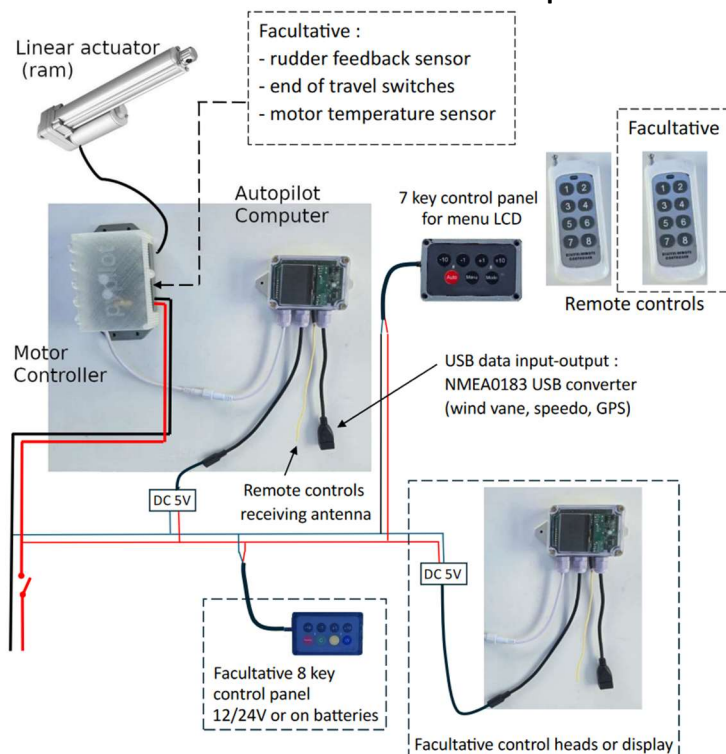 Linear actuator
(ram)
Facultative :
- rudder feedback sensor
- end of travel switches
- motor temperature sensor
Facultative
Autopilot
Computer
7 key control panel
for menu LCD
1 2
3 4
5 6
7 8
1 2
3 4
5 6
7 8
-10 -1 +1 +10
Auto Menu Mode
Remote controls
pypilot
Motor
Controller
USB data input-output :
NMEA0183 USB converter
(wind vane, speedo, GPS)
DC 5V
Remote controls
receiving antenna
DC 5V
Facultative 8 key
control panel
12/24V or on batteries
Facultative control heads or display